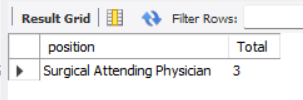 Result Grid Filter Rows:
position Total
Surgical Attending Physician 3